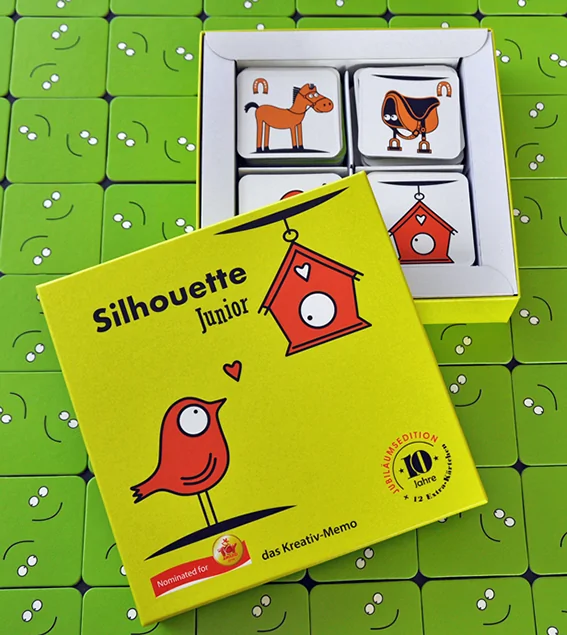 Silhouette
Junior
JUBILÄUMSEDITION
10
Jahre
+ 12 Extra-Kärtchen
das Kreativ-Memo
Nominated for